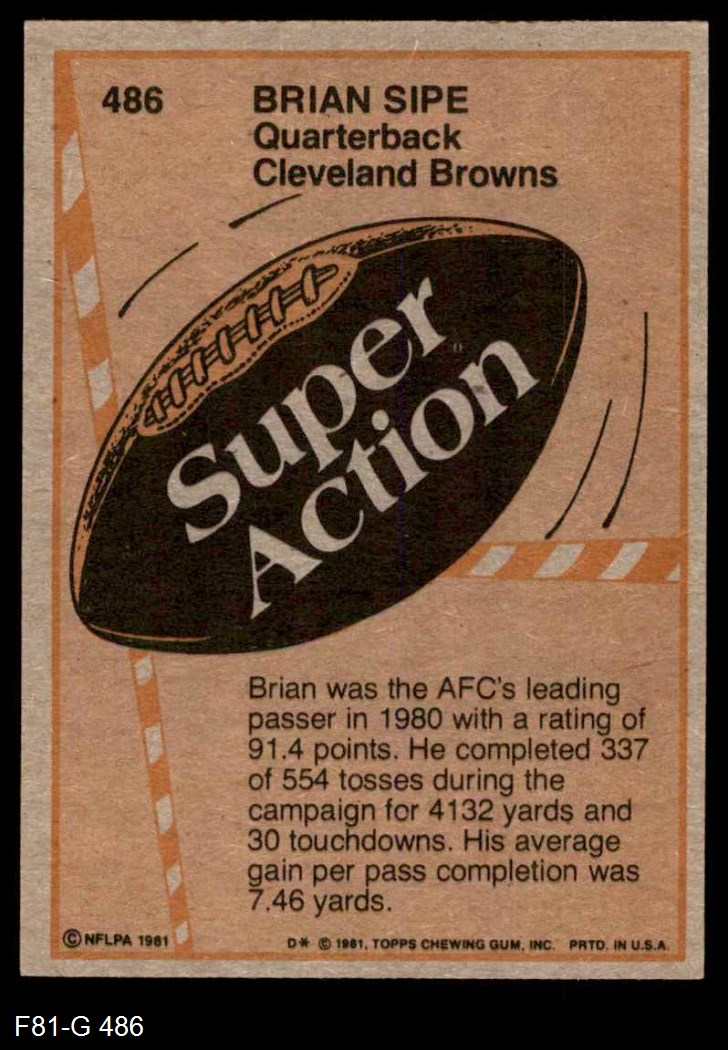 486
BRIAN SIPE
Quarterback
Cleveland Browns
Super
Action
Brian was the AFC's leading
passer in 1980 with a rating of
91.4 points. He completed 337
of 554 tosses during the
campaign for 4132 yards and
30 touchdowns. His average
gain per pass completion was
7.46 yards.
© NFLPA 1981
D* © 1981, TOPPS CHEWING GUM, INC. PRTD. IN U.S.A.
F81-G 486